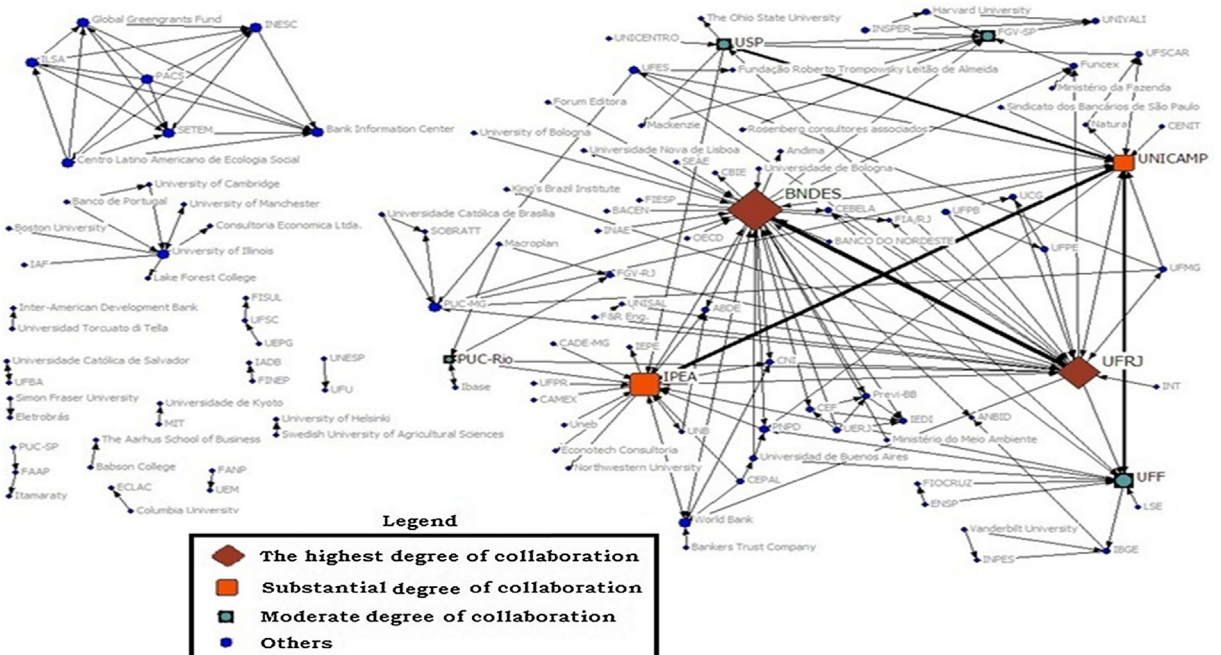 Global Greengrants Fund
INESC
ILSA
PACS
SETEM
Bank Information Center
Centro Latino Americano de Ecologia Social
University of Cambridge
Banco de Portugal
University of Manchester
Boston University
Consultoria Economica Ltda.
University of Illinois
IAF
Lake Forest College
Inter-American Development Bank
Universidad Torcuato di Tella
FISUL
UFSC
UEPG
Universidade Católica de Salvador
UFBA
IADB
FINEP
UNESP
UFU
Simon Fraser University
Eletrobrás
Universidade de Kyoto
MIT
University of Helsinki
Swedish University of Agricultural Sciences
PUC-SP
FAAP
Itamaraty
The Aarhus School of Business
Babson College
FANP
UEM
ECLAC
Columbia University
The Ohio State University
UNICENTRO
USP
Harvard University
INSPER
FGV-SP
UNIVALI
UFSCAR
UFES
Fundação Roberto Trompowsky Leitão de Almeida
Funcex
Ministério da Fazenda
Forum Editora
Sindicato dos Bancários de São Paulo
Mackenzie
Rosenberg consultores associados
Natura
CENIT
University of Bologna
Universidade Nova de Lisboa
Andima
SEAE
CBIE
Universidade de Bologna
UNICAMP
King's Brazil Institute
FIESP
BNDES
BACEN
CEBELA
UCG
UFPB
FIA/RJ
INAE
OECD
BANCO DO NORDESTE
UFPE
UFMG
Universidade Católica de Brasília
SOBRATT
Macroplan
FGV-RJ
PUC-MG
UNISAL
F&R Eng.
ABDE
CADE-MG
IEPE
PUC-Rio
Ibase
CNI
UFRJ
INT
UFPR
IPEA
CAMEX
Previ-BB
CEF
IEDI
ANBID
Uneb
UNB
PNPD
UERJ
Ministério do Meio Ambiente
Econotech Consultoria
Universidad de Buenos Aires
Northwestern University
CEPAL
FIOCRUZ
UFF
ENSP
LSE
World Bank
Bankers Trust Company
Vanderbilt University
INPES
IBGE
Legend
The highest degree of collaboration
Substantial degree of collaboration
Moderate degree of collaboration
Others